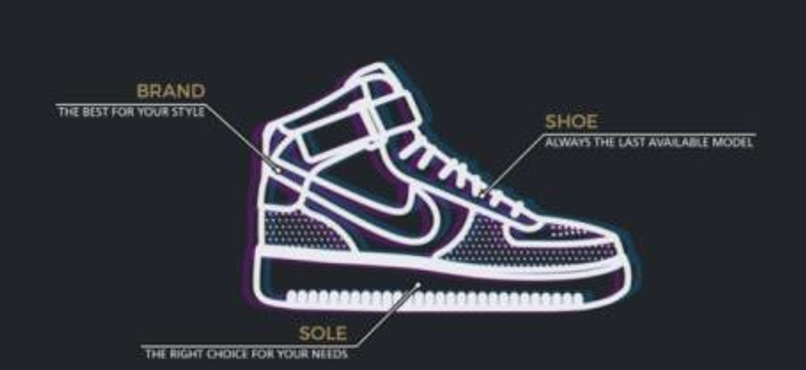 BRAND
THE BEST FOR YOUR STYLE
SHOE
ALWAYS THE LAST AVAILABLE MODEL
SOLE
THE RIGHT CHOICE FOR YOUR NEEDS